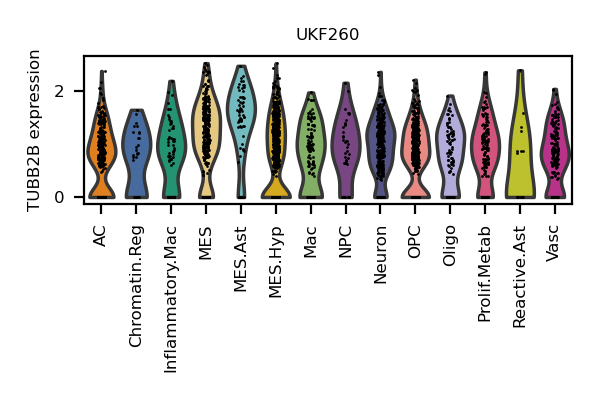 UKF260
TUBB2B expression
2
0
AC
Chromatin.Reg
Inflammatory.Mac
MES
MES.Ast
MES.Hyp
Mac
NPC
Neuron
OPC
Oligo
Prolif.Metab
Reactive.Ast
Vasc